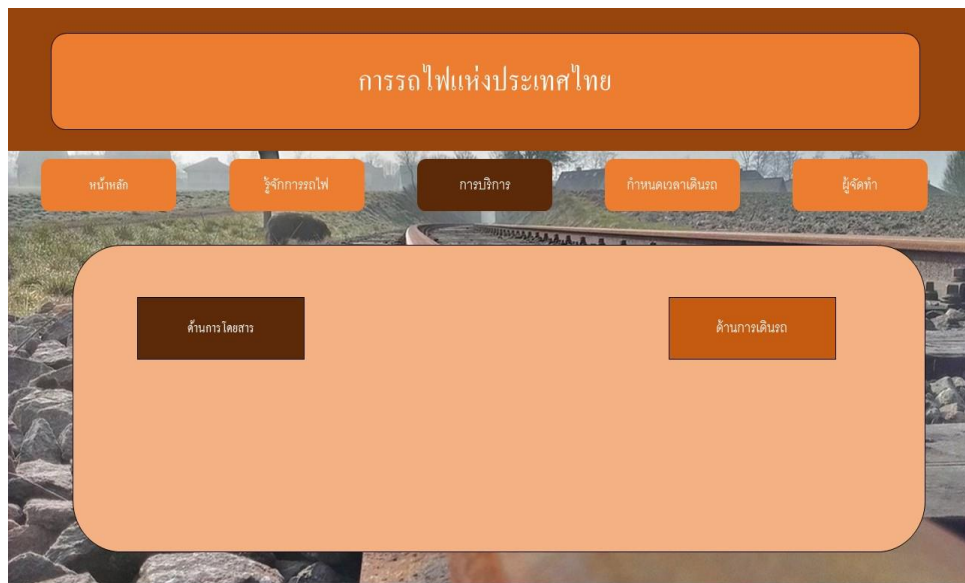 การรถไฟแห่งประเทศไทย
หน้าหลัก
รู้จักการรถไฟ
การบริการ
กำหนดเวลาเดินรถ
ผู้จัดทำ
ด้านการโดยสาร
ด้านการเดินรถ